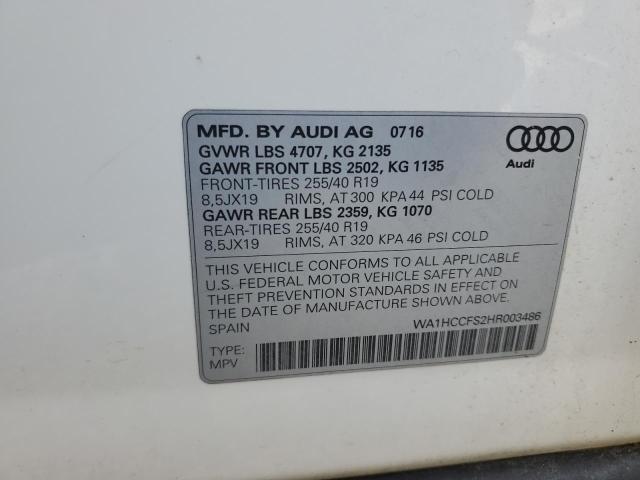 MFD. BY AUDI AG 0716
GVWR LBS 4707, KG 2135
GAWR FRONT LBS 2502, KG 1135
FRONT-TIRES 255/40 R19
8,5JX19 RIMS, AT 300 KPA 44 PSI COLD
GAWR REAR LBS 2359, KG 1070
REAR-TIRES 255/40 R19
8,5JX19 RIMS, AT 320 KPA 46 PSI COLD
Audi
THIS VEHICLE CONFORMS TO ALL APPLICABLE
U.S. FEDERAL MOTOR VEHICLE SAFETY AND
THEFT PREVENTION STANDARDS IN EFFECT ON
THE DATE OF MANUFACTURE SHOWN ABOVE.
SPAIN WA1HCCFS2HR003486
TYPE:
MPV